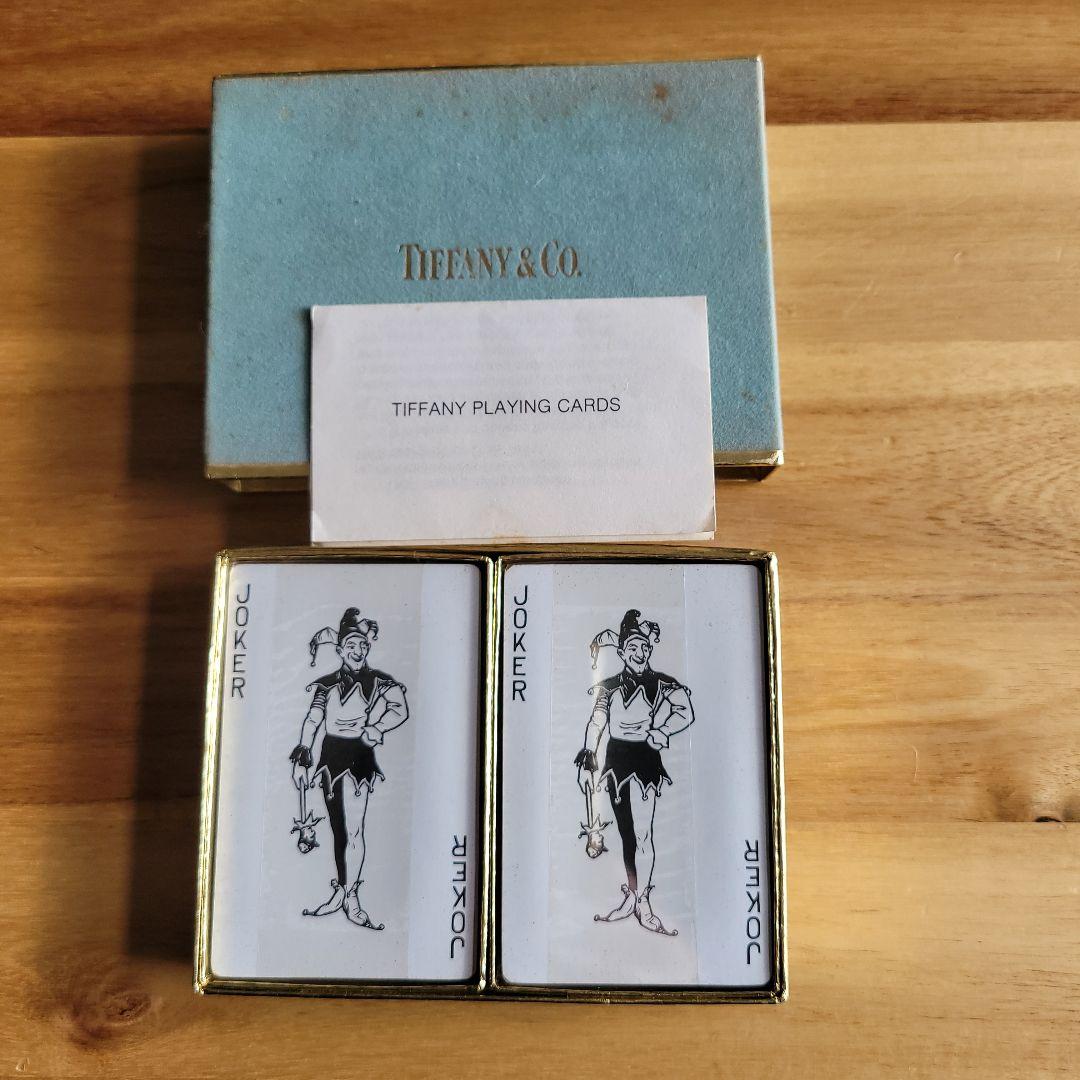 TIFFANY & CO.
TIFFANY PLAYING CARDS
JOKER
JOKER
JOKER
JOKER